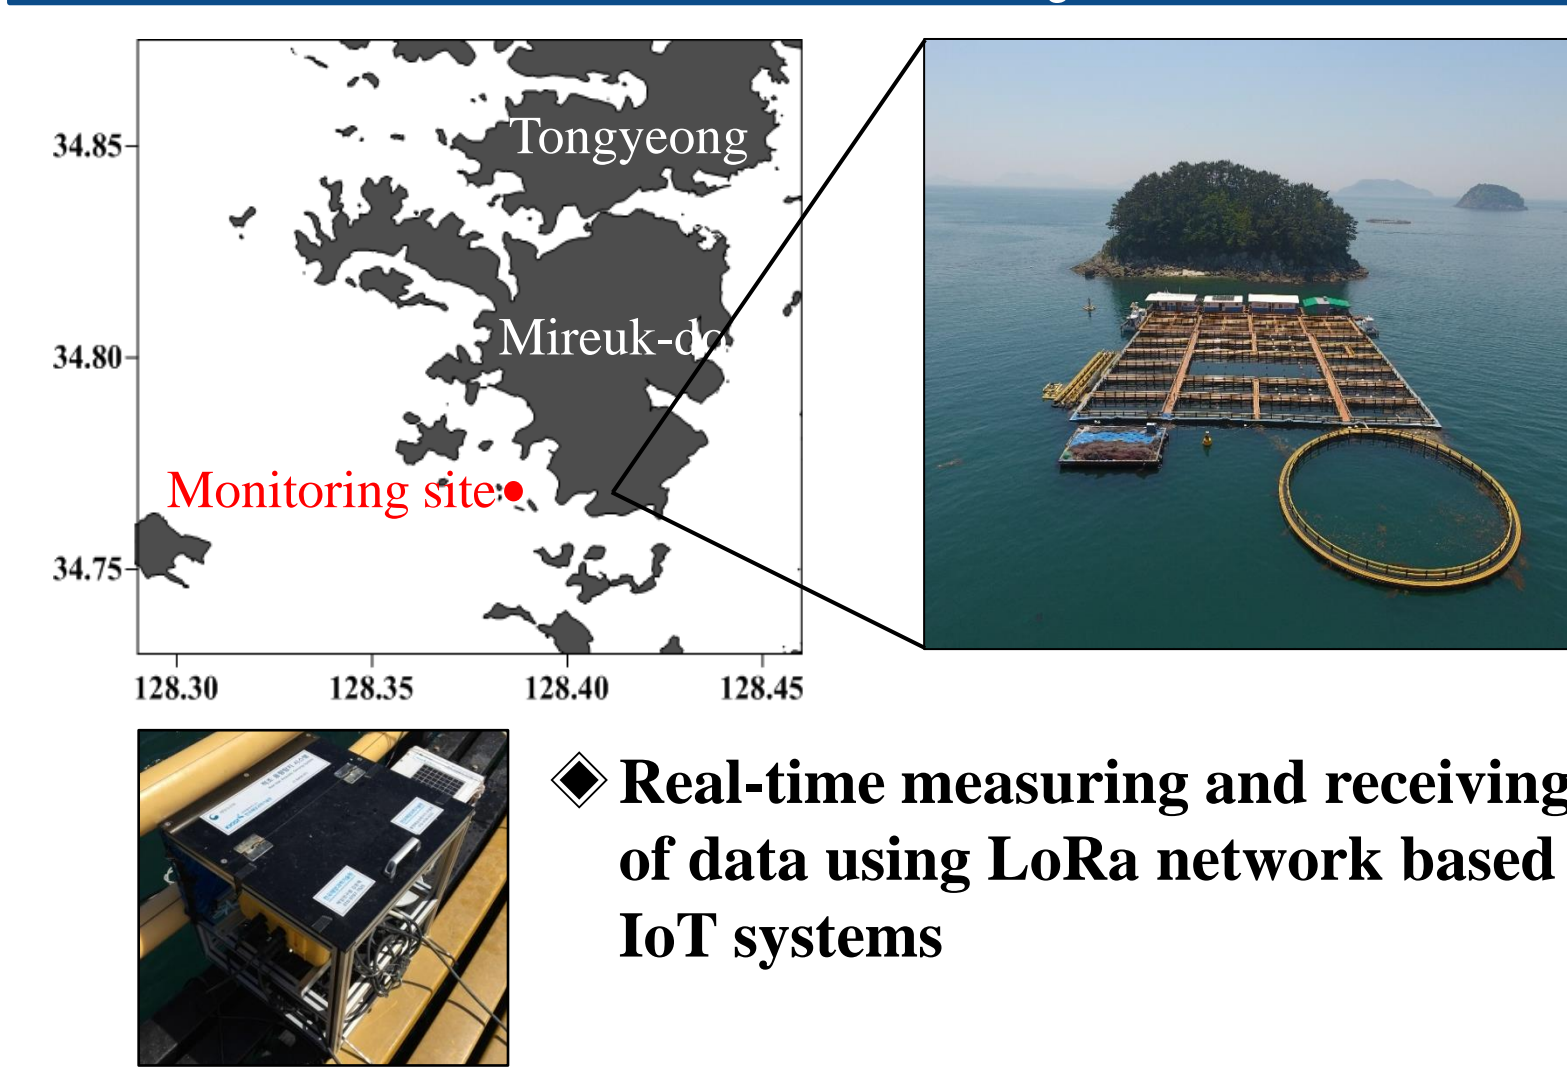 34.85
Tongyeong
34.80
Mireuk-do
Monitoring site
34.75
128.30
128.35
128.40
128.45
Real-time measuring and receiving
of data using LoRa network based
IoT systems